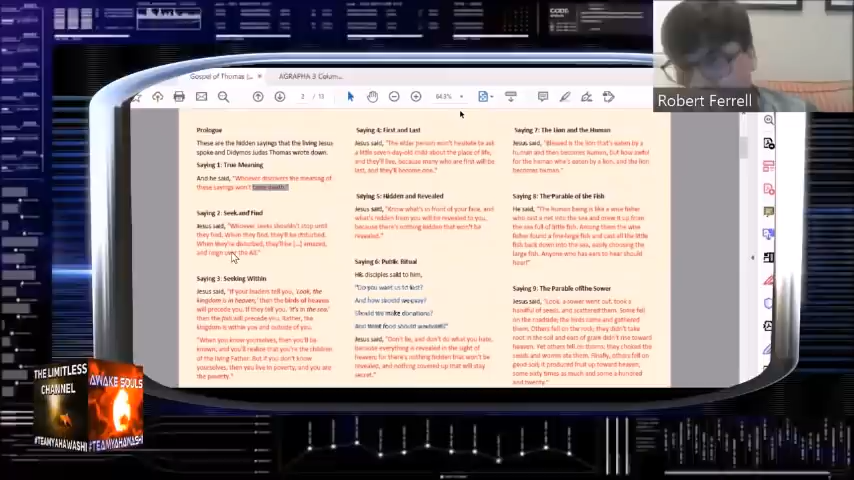 CODE
Robert Ferrell
Gospel of Thomas (...
AGRAPHA 3 Colum...
2 / 13
64.8%
Prologue
These are the hidden sayings that the living Jesus
spoke and Didymos Judas Thomas wrote down.
Saying 1: True Meaning
And he said, "Whoever discovers the meaning of
these sayings won't taste death."
Saying 2: Seek and Find
Jesus said, "Whoever seeks shouldn't stop until
they find. When they find, they'll be disturbed.
When they're disturbed, they'll be [...] amazed,
and reign over the All."
Saying 3: Seeking Within
Jesus said, "If your leaders tell you, 'Look, the
kingdom is in heaven,' then the birds of heaven
will precede you. If they tell you, 'It's in the sea,'
then the fish will precede you. Rather, the
kingdom is within you and outside of you.
"When you know yourselves, then you'll be
known, and you'll realize that you're the children
of the living Father. But if you don't know
yourselves, then you live in poverty, and you are
the poverty."
Saying 4: First and Last
Jesus said, "The older person won't hesitate to ask
a little seven-day-old child about the place of life,
and they'll live, because many who are first will be
last, and they'll become one."
Saying 5: Hidden and Revealed
Jesus said, "Know what's in front of your face, and
what's hidden from you will be revealed to you,
because there's nothing hidden that won't be
revealed."
Saying 6: Public Ritual
His disciples said to him,
"Do you want us to fast?
And how should we pray?
Should we make donations?
And what food should we avoid?"
Jesus said, "Don't lie, and don't do what you hate,
because everything is revealed in the sight of
heaven; for there's nothing hidden that won't be
revealed, and nothing covered up that will stay
secret."
Saying 7: The Lion and the Human
Jesus said, "Blessed is the lion that's eaten by a
human and then becomes human, but how awful
for the human who's eaten by a lion, and the lion
becomes human."
Saying 8: The Parable of the Fish
He said, "The human being is like a wise fisher
who cast a net into the sea and drew it up from
the sea full of little fish. Among them the wise
fisher found a fine large fish and cast all the little
fish back down into the sea, easily choosing the
large fish. Anyone who has ears to hear should
hear!"
Saying 9: The Parable of the Sower
Jesus said, "Look, a sower went out, took a
handful of seeds, and scattered them. Some fell
on the roadside; the birds came and gathered
them. Others fell on the rock; they didn't take
root in the soil and ears of grain didn't rise toward
heaven. Yet others fell on thorns; they choked the
seeds and worms ate them. Finally, others fell on
good soil; it produced fruit up toward heaven,
some sixty times as much and some a hundred
and twenty."
THE LIMITLESS
CHANNEL
#TEAMYAHAWASHI
AWAKE SOULS
#TEAMYAHAWASHI